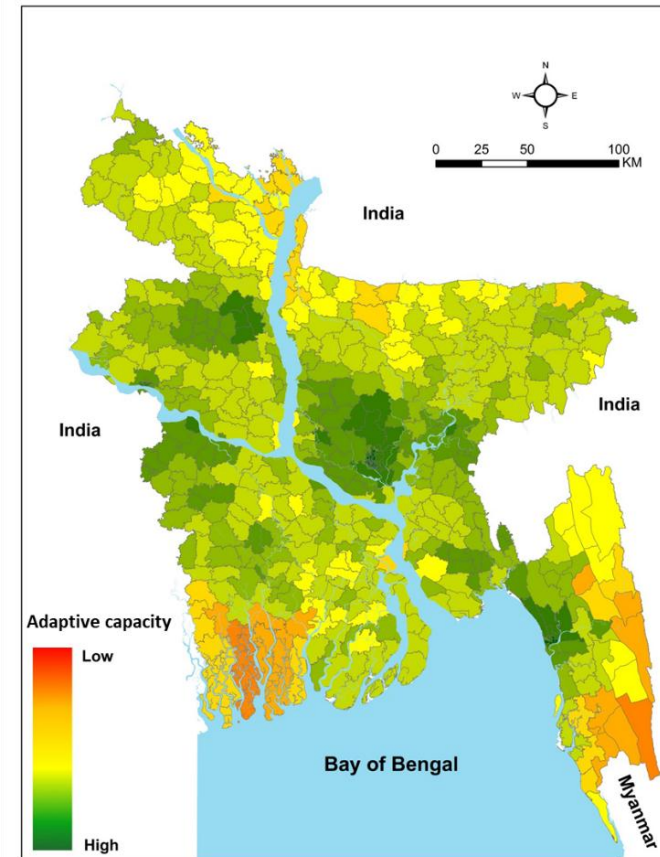 N
W E
S
0 25 50 100
KM
India
India
India
Adaptive capacity
Low
High
Bay of Bengal
Myanmar